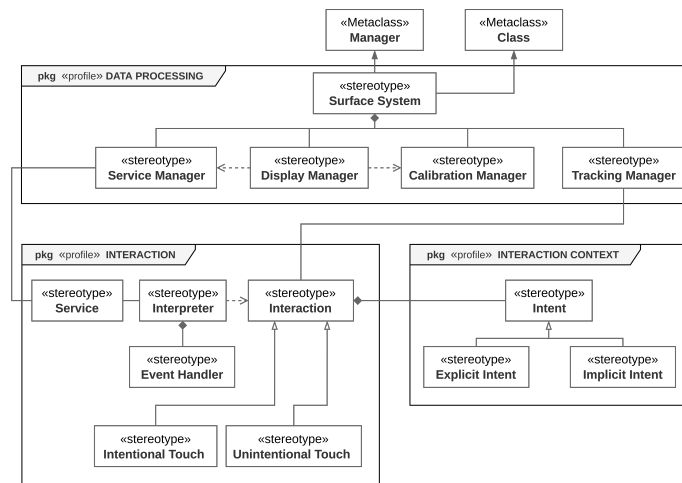 «Metaclass»
Manager
«Metaclass»
Class
pkg «profile» DATA PROCESSING
«stereotype»
Surface System
«stereotype»
Service Manager
«stereotype»
Display Manager
«stereotype»
Calibration Manager
«stereotype»
Tracking Manager
pkg «profile» INTERACTION
«stereotype»
Service
«stereotype»
Interpreter
«stereotype»
Interaction
«stereotype»
Event Handler
«stereotype»
Intentional Touch
«stereotype»
Unintentional Touch
pkg «profile» INTERACTION CONTEXT
«stereotype»
Intent
«stereotype»
Explicit Intent
«stereotype»
Implicit Intent